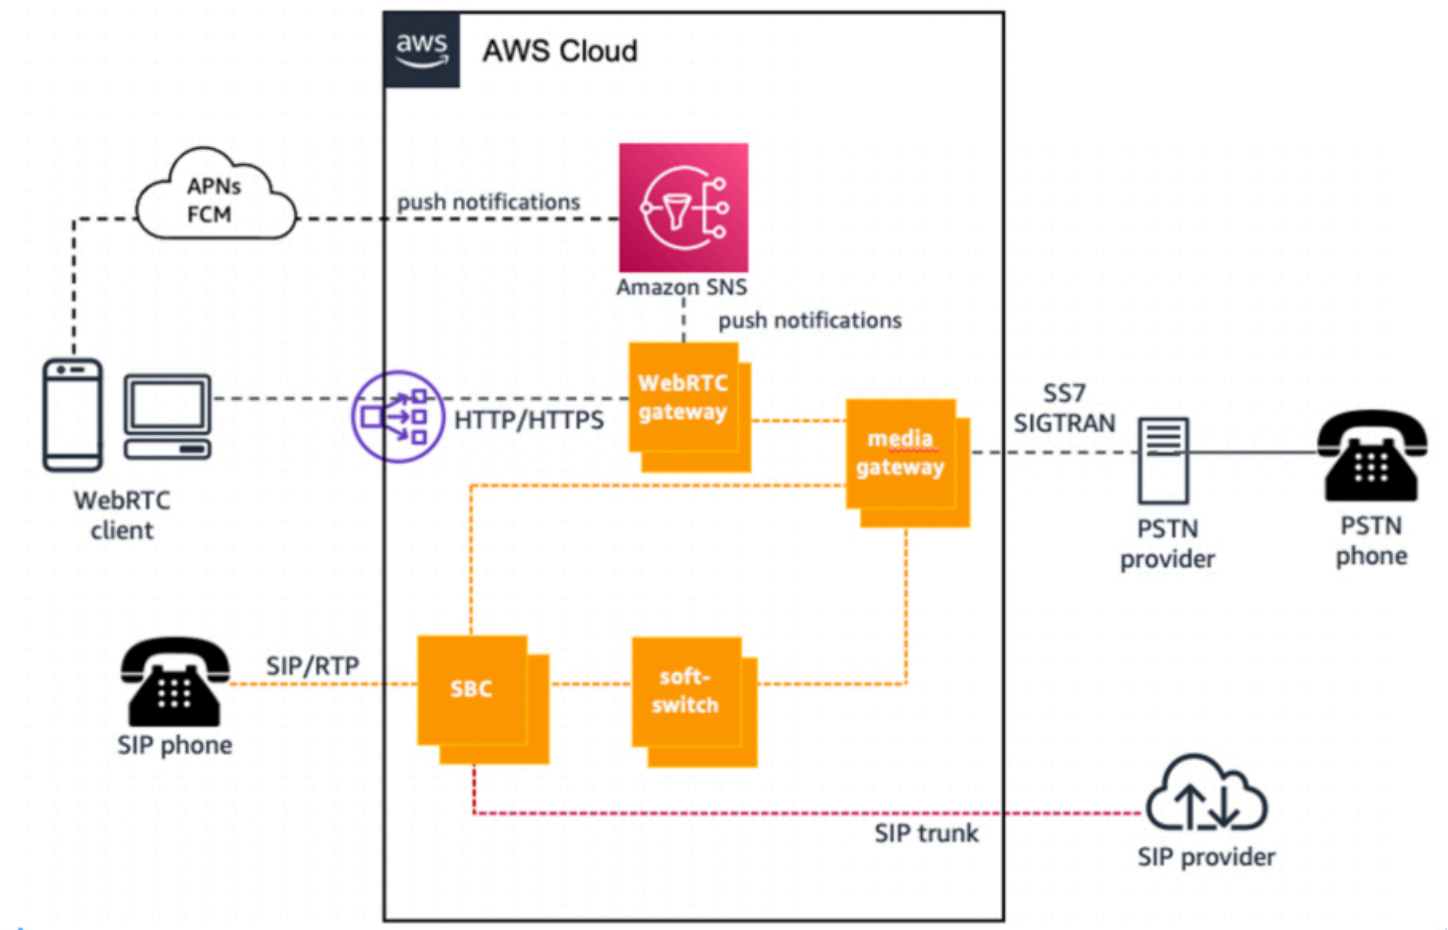 aws
AWS Cloud
APNs
FCM
push notifications
Amazon SNS
push notifications
WebRTC
gateway
HTTP/HTTPS
media
gateway
SS7
SIGTRAN
WebRTC
client
PSTN
provider
PSTN
phone
SIP/RTP
SBC
soft-
switch
SIP phone
SIP trunk
SIP provider